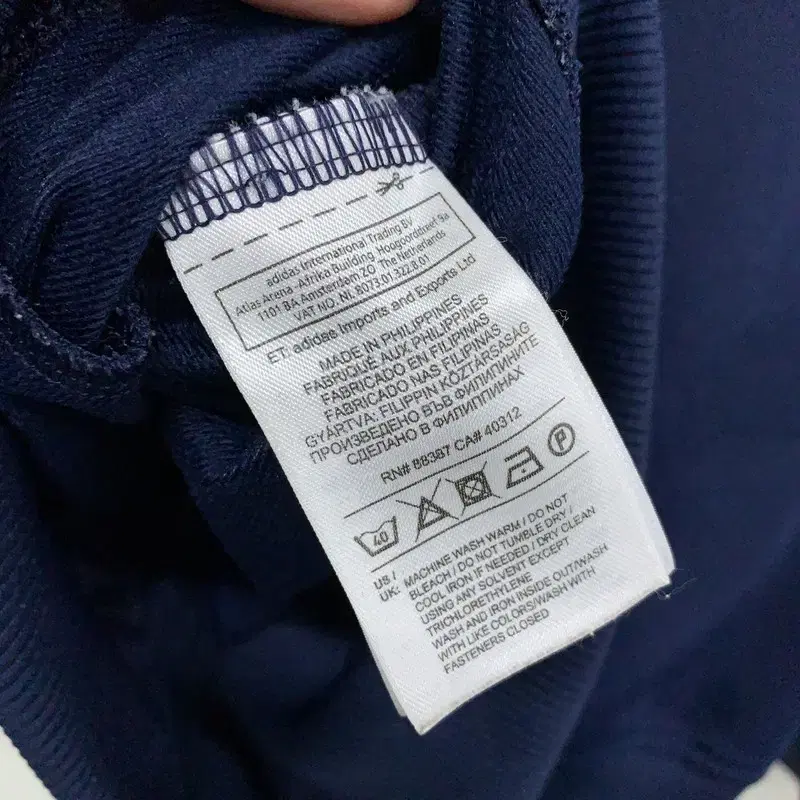 adidas International Trading BV
Atlas Arena -Afrika Building, Hoogoorddreef 9a
1101 BA Amsterdam ZO The Netherlands
VAT NO. NL 8073.01.322.B.01
ET: adidas Imports and Exports Ltd
MADE IN PHILIPPINES
FABRIQUÉ AUX PHILIPPINES
FABRICADO EN FILIPINAS
FABRICADO NAS FILIPINAS
GYÁRTVA: FILIPPIN KÖZTÁRSASÁG
ПРОИЗВЕДЕНО ВЪВ ФИЛИПИНИТЕ
СДЕЛАНО В ФИЛИППИНАХ
RN# 88387 CA# 40312
40 P
US / UK: MACHINE WASH WARM / DO NOT
BLEACH / DO NOT TUMBLE DRY /
COOL IRON IF NEEDED / DRY CLEAN
USING ANY SOLVENT EXCEPT
TRICHLORETHYLENE
WASH AND IRON INSIDE OUT/WASH
WITH LIKE COLORS/WASH WITH
FASTENERS CLOSED